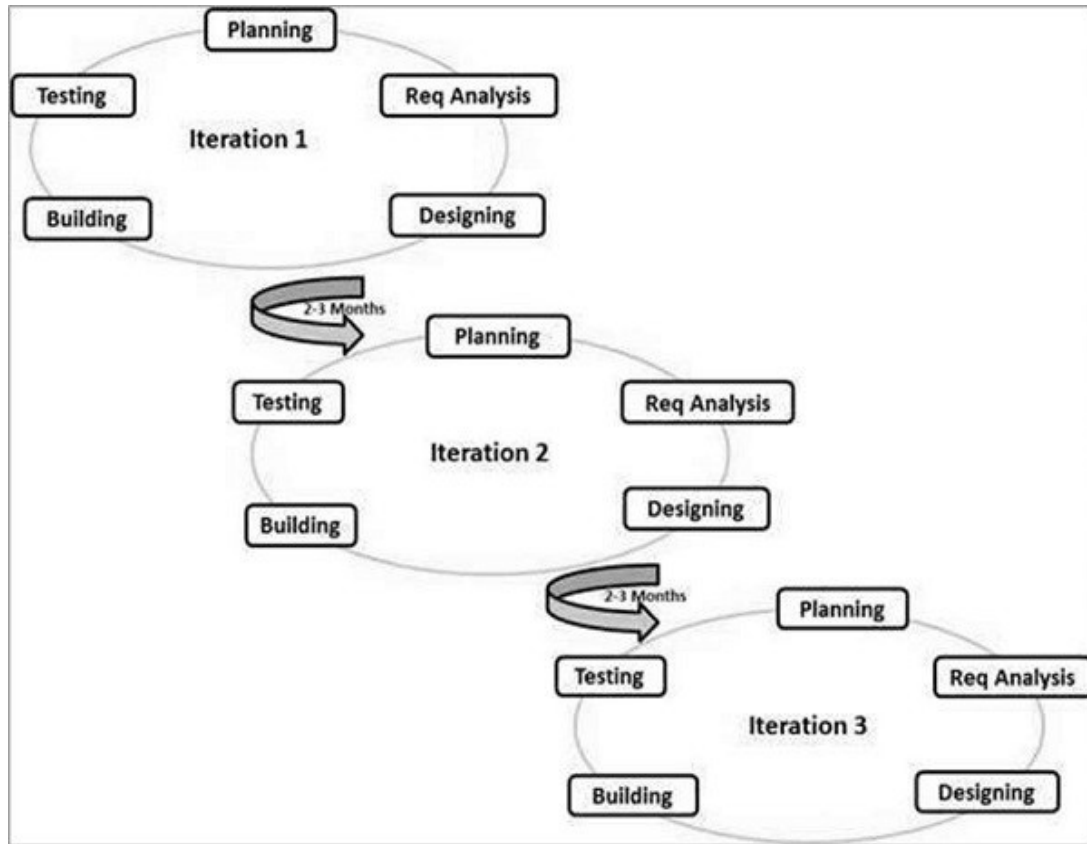 Planning
Testing
Req Analysis
Iteration 1
Building
Designing
2-3 Months
Planning
Testing
Req Analysis
Iteration 2
Building
Designing
2-3 Months
Planning
Testing
Req Analysis
Iteration 3
Building
Designing